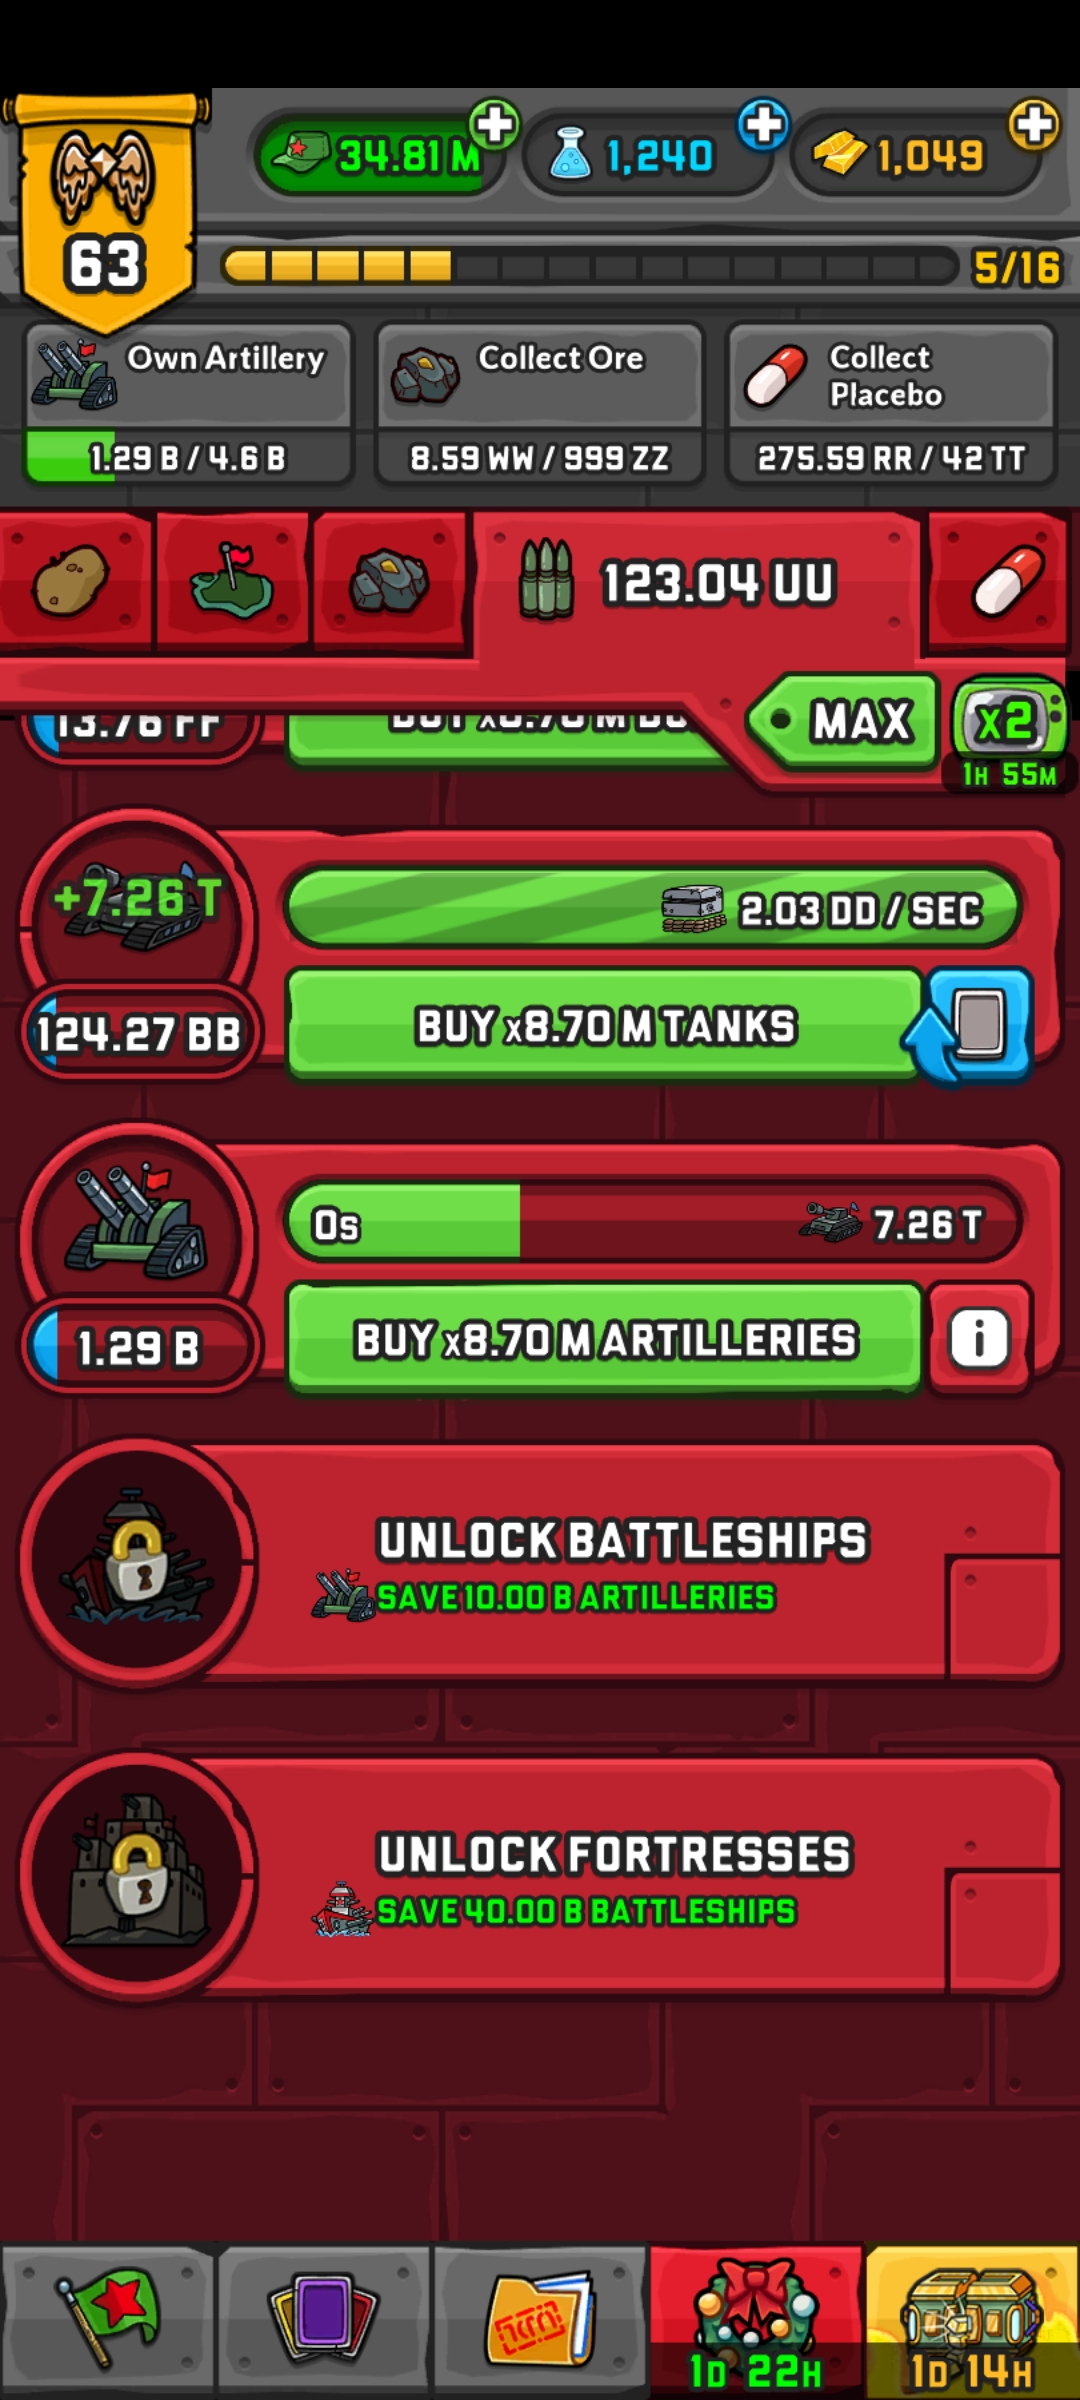 34.81 M
1,240
1,049
63
5/16
Own Artillery
1.29 B / 4.6 B
Collect Ore
8.59 WW / 999 ZZ
Collect
Placebo
275.59 RR / 42 TT
123.04 UU
MAX
x2
1H 55M
13.76 FF
+7.26 T
2.03 DD / SEC
124.27 BB
BUY x8.70 M TANKS
0s
7.26 T
1.29 B
BUY x8.70 M ARTILLERIES
i
UNLOCK BATTLESHIPS
SAVE 10.00 B ARTILLERIES
UNLOCK FORTRESSES
SAVE 40.00 B BATTLESHIPS
1D 22H
1D 14H